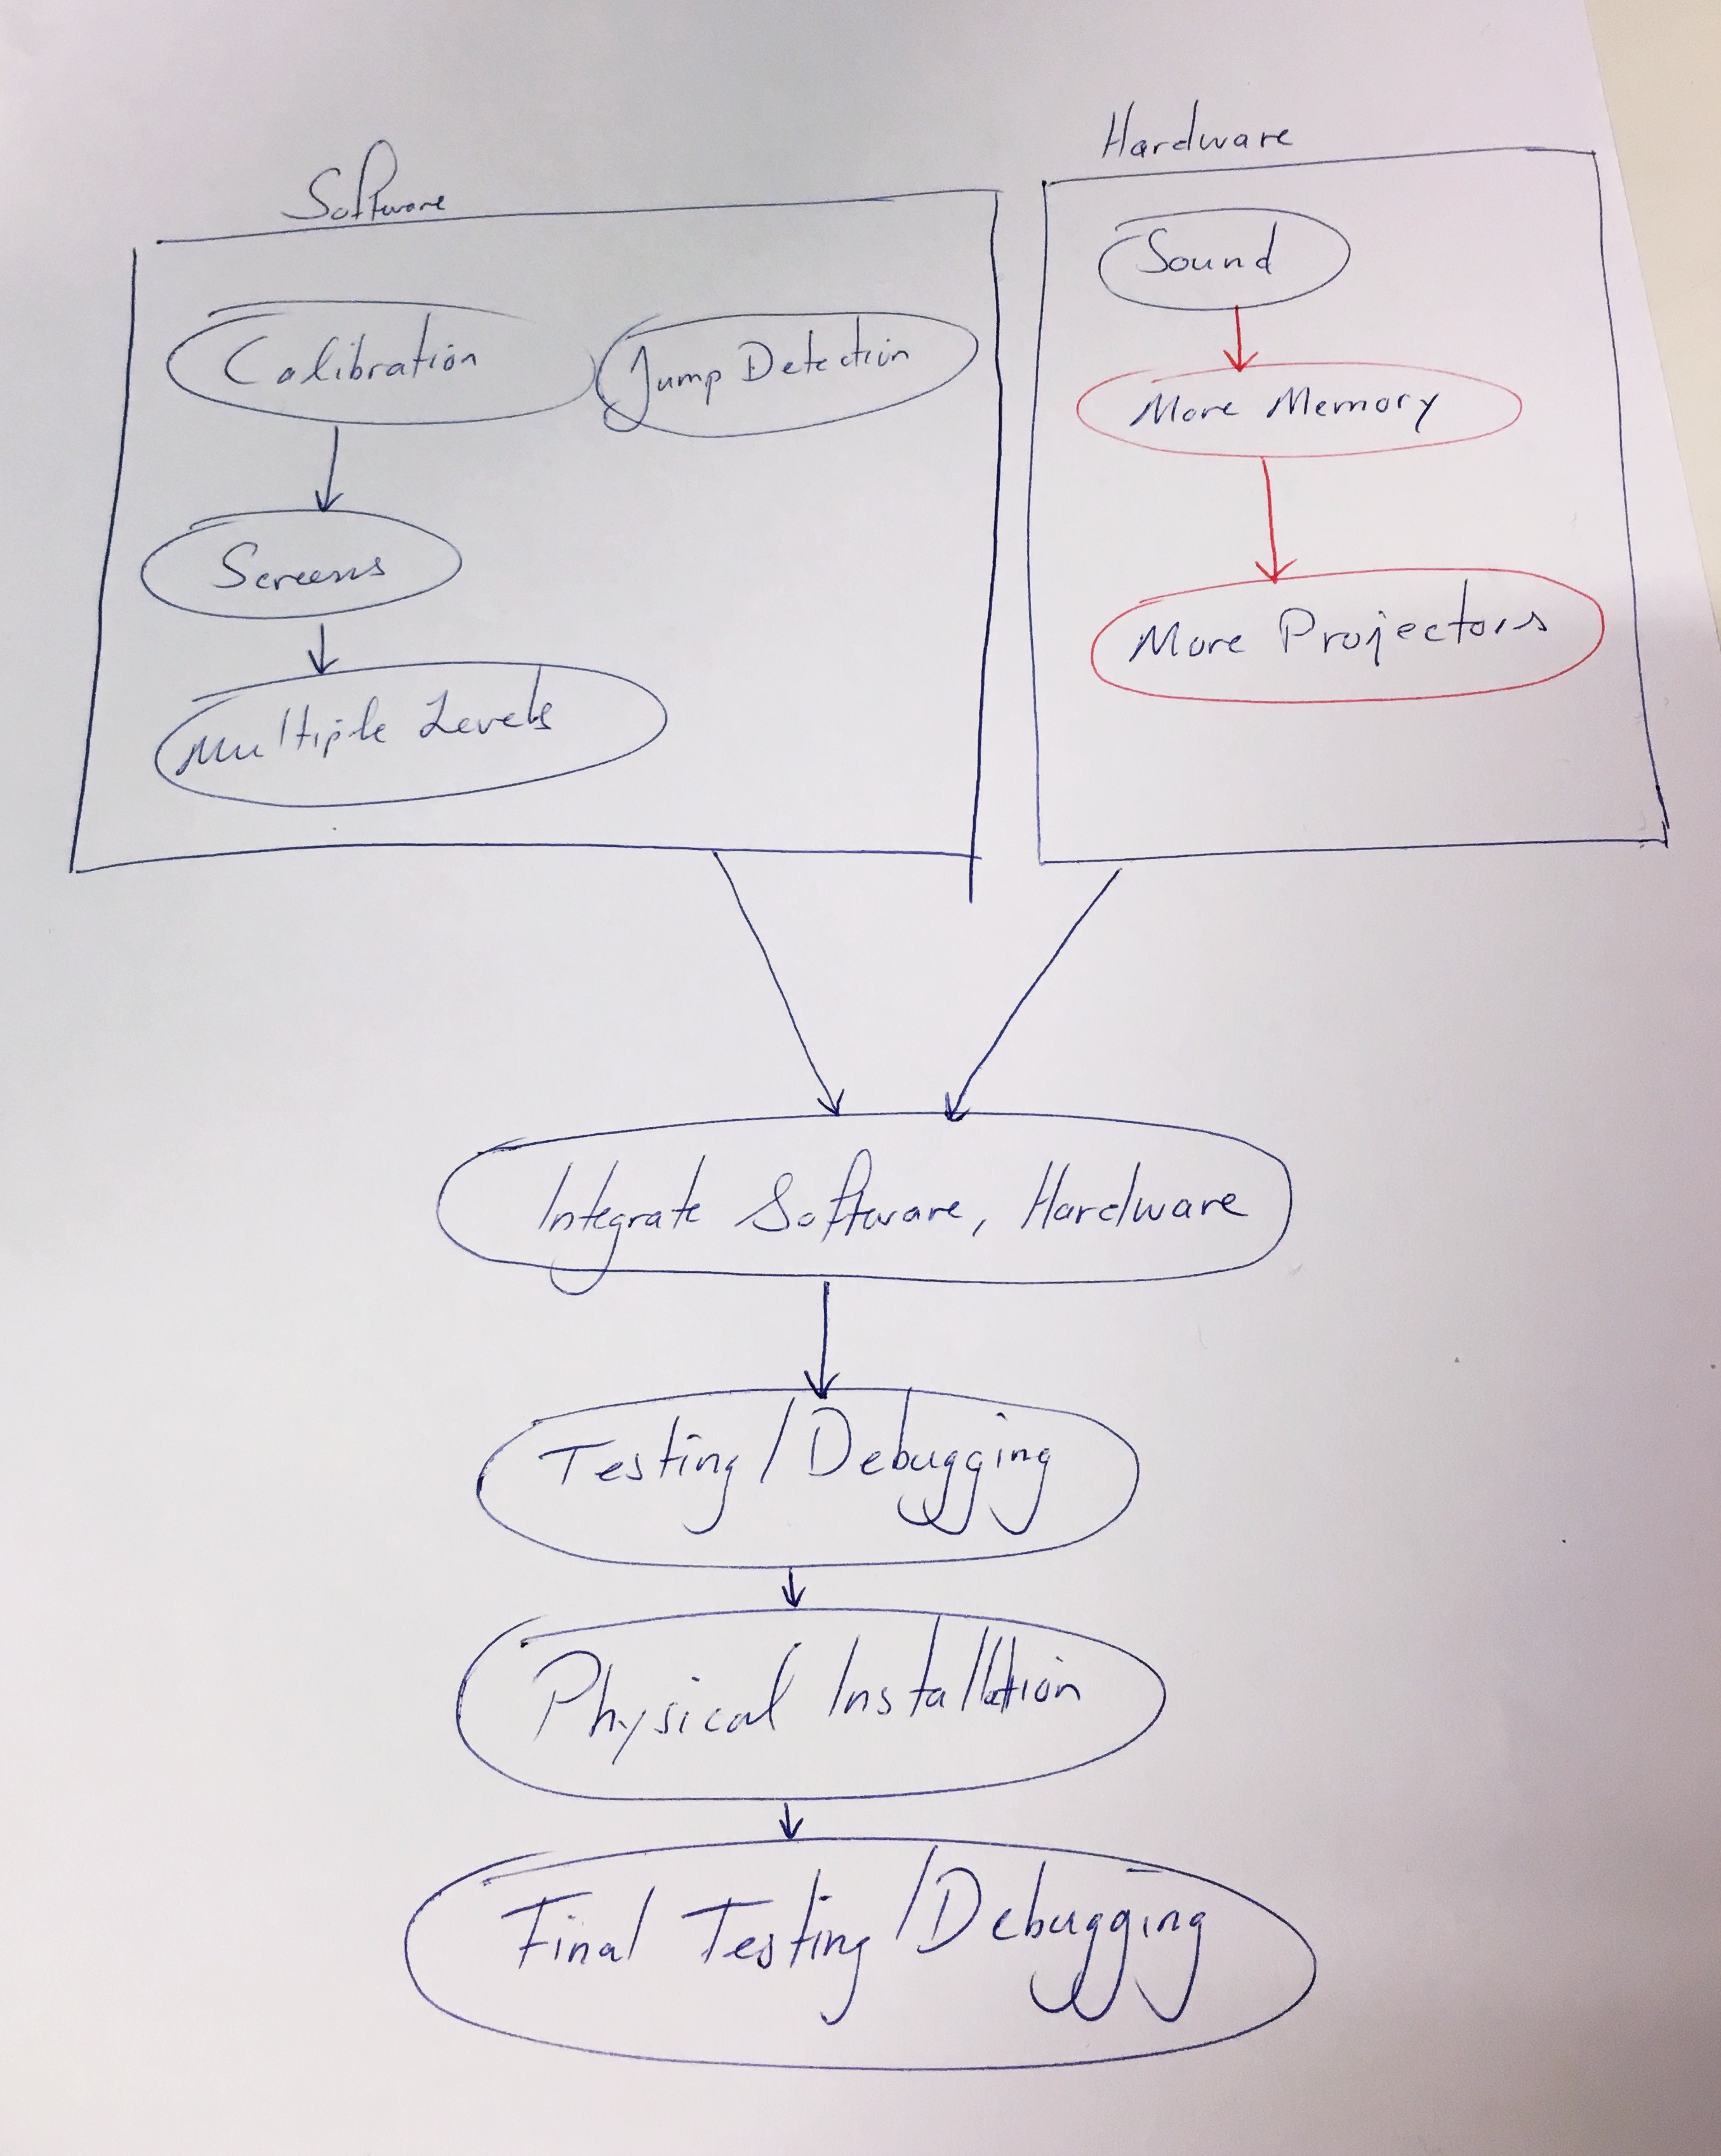 Software
Calibration
Jump Detection
Screens
Multiple Levels
Hardware
Sound
More Memory
More Projectors
Integrate Software, Hardware
Testing/Debugging
Physical Installation
Final Testing/Debugging